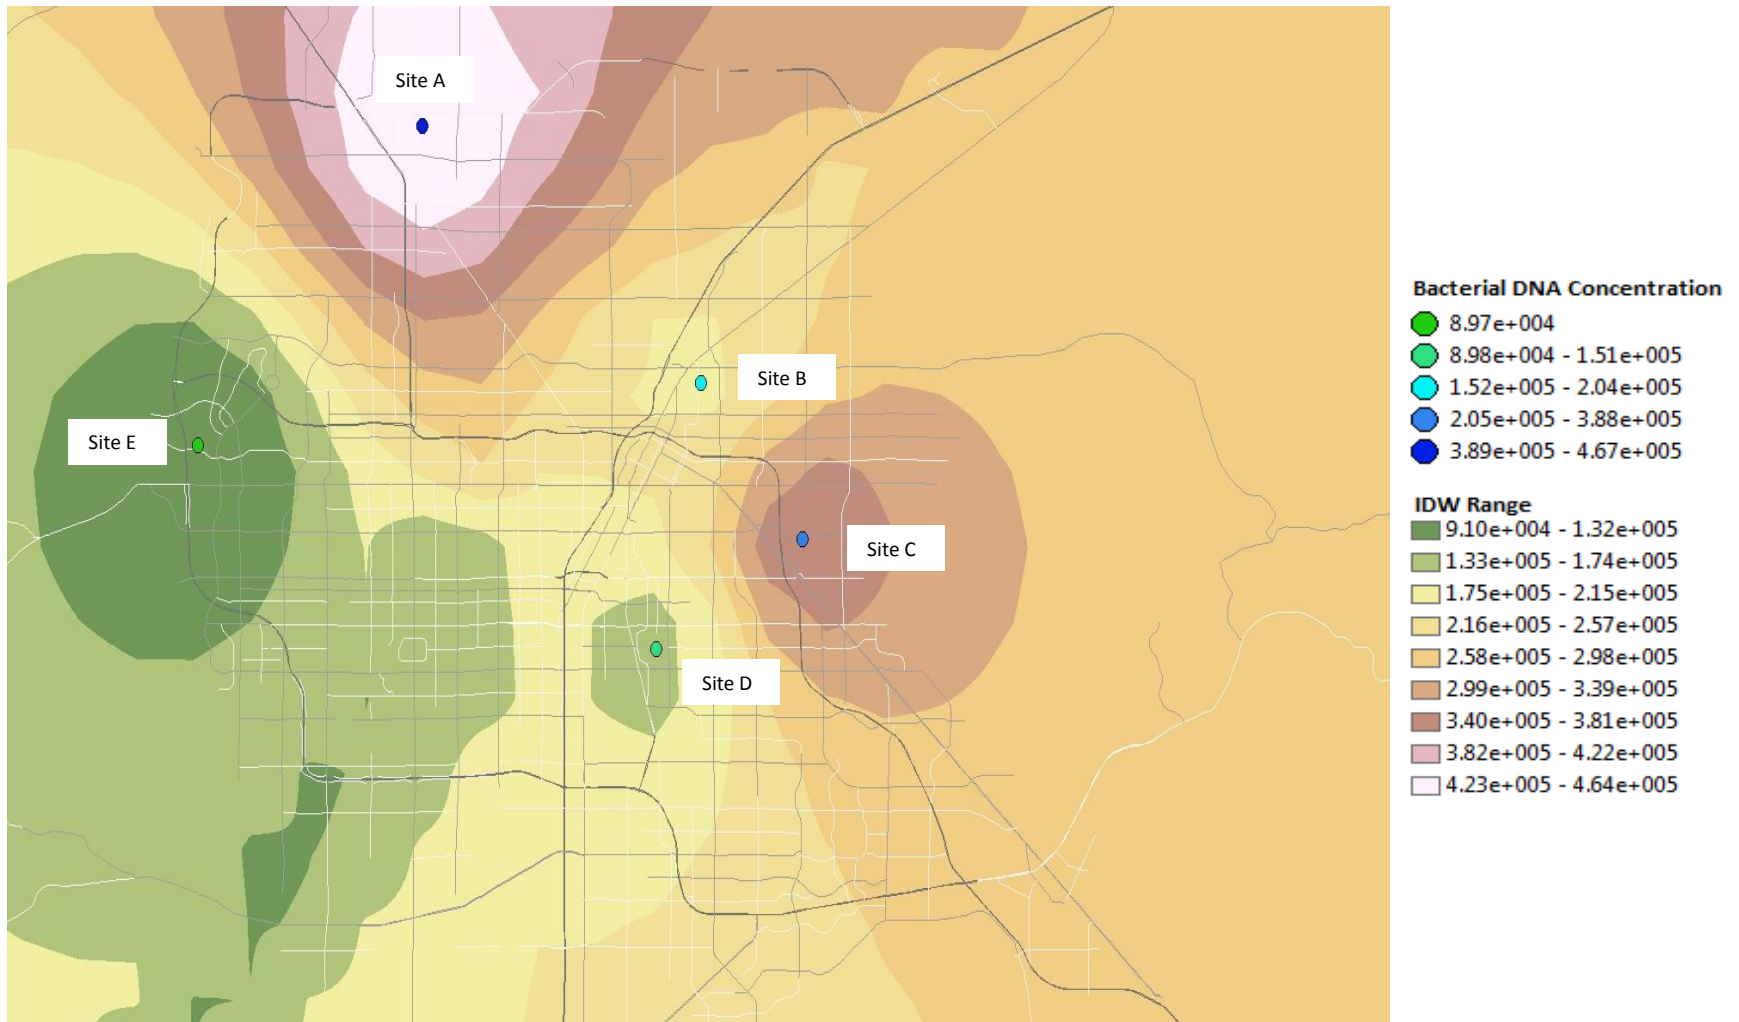 Site A
Site B
Site E
Site C
Site D
Bacterial DNA Concentration
8.97e+004
8.98e+004 - 1.51e+005
1.52e+005 - 2.04e+005
2.05e+005 - 3.88e+005
3.89e+005 - 4.67e+005
IDW Range
9.10e+004 - 1.32e+005
1.33e+005 - 1.74e+005
1.75e+005 - 2.15e+005
2.16e+005 - 2.57e+005
2.58e+005 - 2.98e+005
2.99e+005 - 3.39e+005
3.40e+005 - 3.81e+005
3.82e+005 - 4.22e+005
4.23e+005 - 4.64e+005